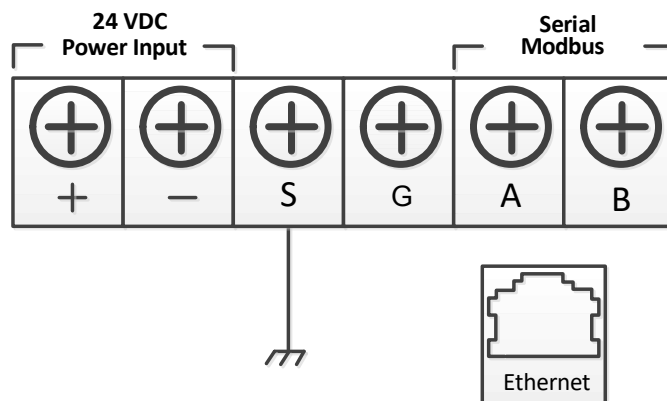 24 VDC
Power Input
Serial
Modbus
+ − S G A B
Ethernet